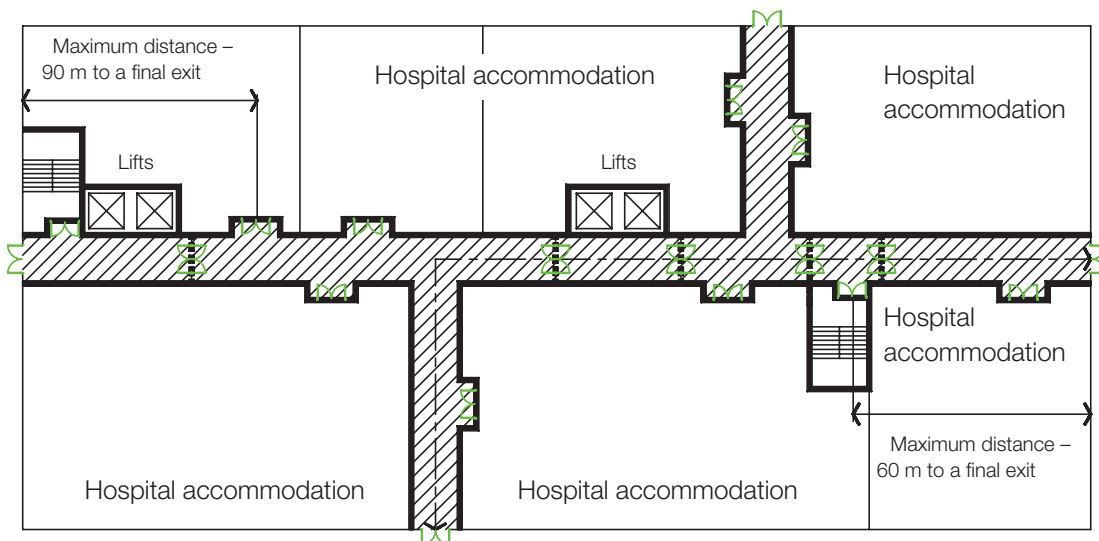 Maximum distance –
90 m to a final exit
Hospital accommodation
Hospital
accommodation
Lifts
Lifts
Hospital
accommodation
Maximum distance –
60 m to a final exit
Hospital accommodation
Hospital accommodation